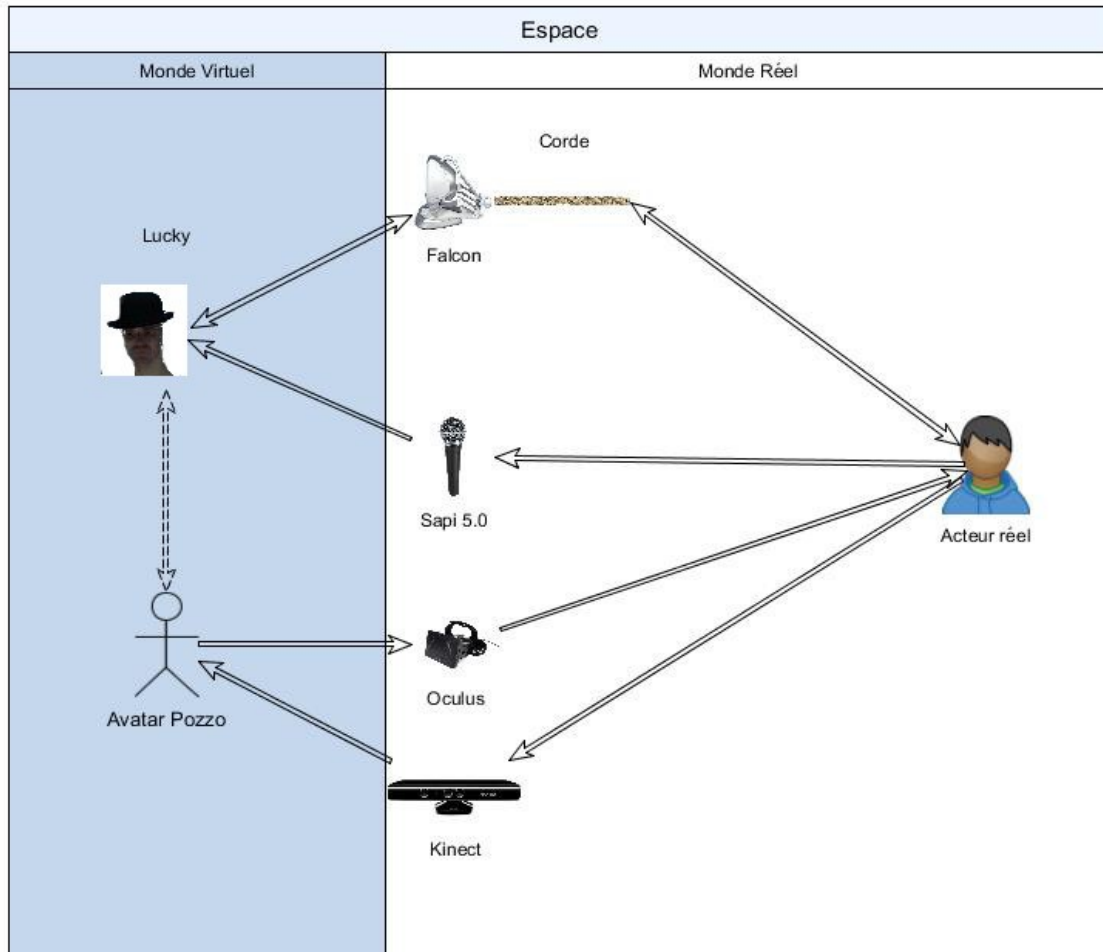 Espace
Monde Virtuel
Monde Réel
Corde
Lucky
Falcon
Sapi 5.0
Acteur réel
Oculus
Avatar Pozzo
Kinect